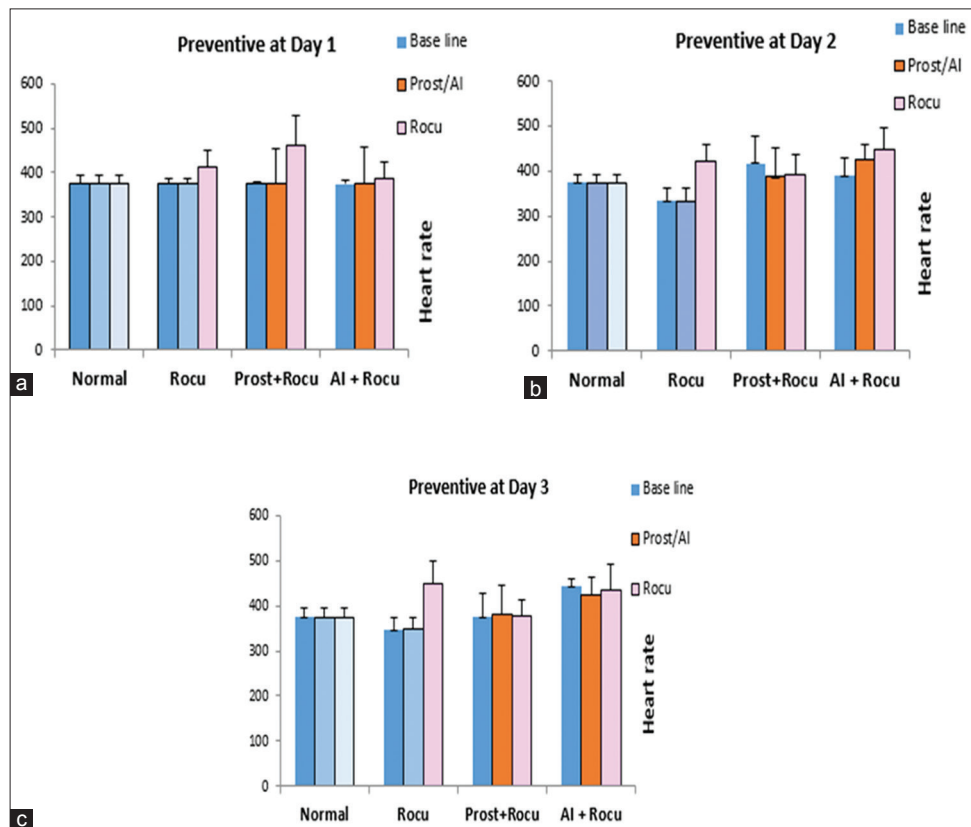 Preventive at Day 1
Base line
Prost/AI
Rocu
600
500
400
300
200
100
0
Heart rate
Normal
Rocu
Prost+Rocu
AI + Rocu
a
Preventive at Day 2
Base line
Prost/AI
Rocu
600
500
400
300
200
100
0
Heart rate
Normal
Rocu
Prost+Rocu
AI + Rocu
b
Preventive at Day 3
Base line
Prost/AI
Rocu
600
500
400
300
200
100
0
Heart rate
Normal
Rocu
Prost+Rocu
AI + Rocu
c